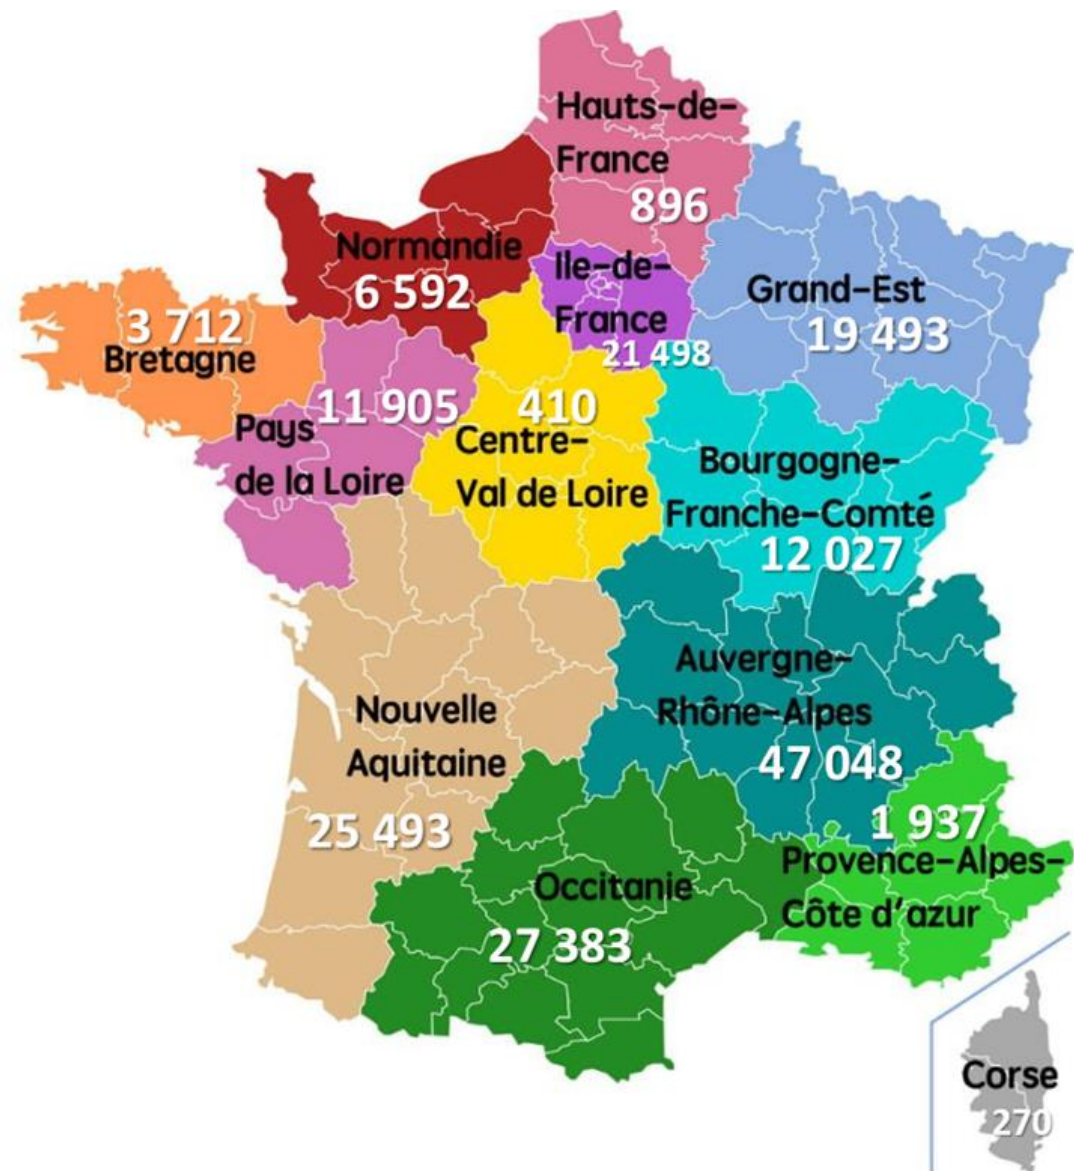 Hauts-de-
France
896
Normandie
6 592
Ile-de-
France
21 498
Grand-Est
19 493
3 712
Bretagne
11 905
Pays
de la Loire
410
Centre-
Val de Loire
Bourgogne-
Franche-Comté
12 027
Auvergne-
Rhône-Alpes
47 048
Nouvelle
Aquitaine
25 493
1 937
Provence-Alpes-
Côte d'azur
Occitanie
27 383
Corse
270